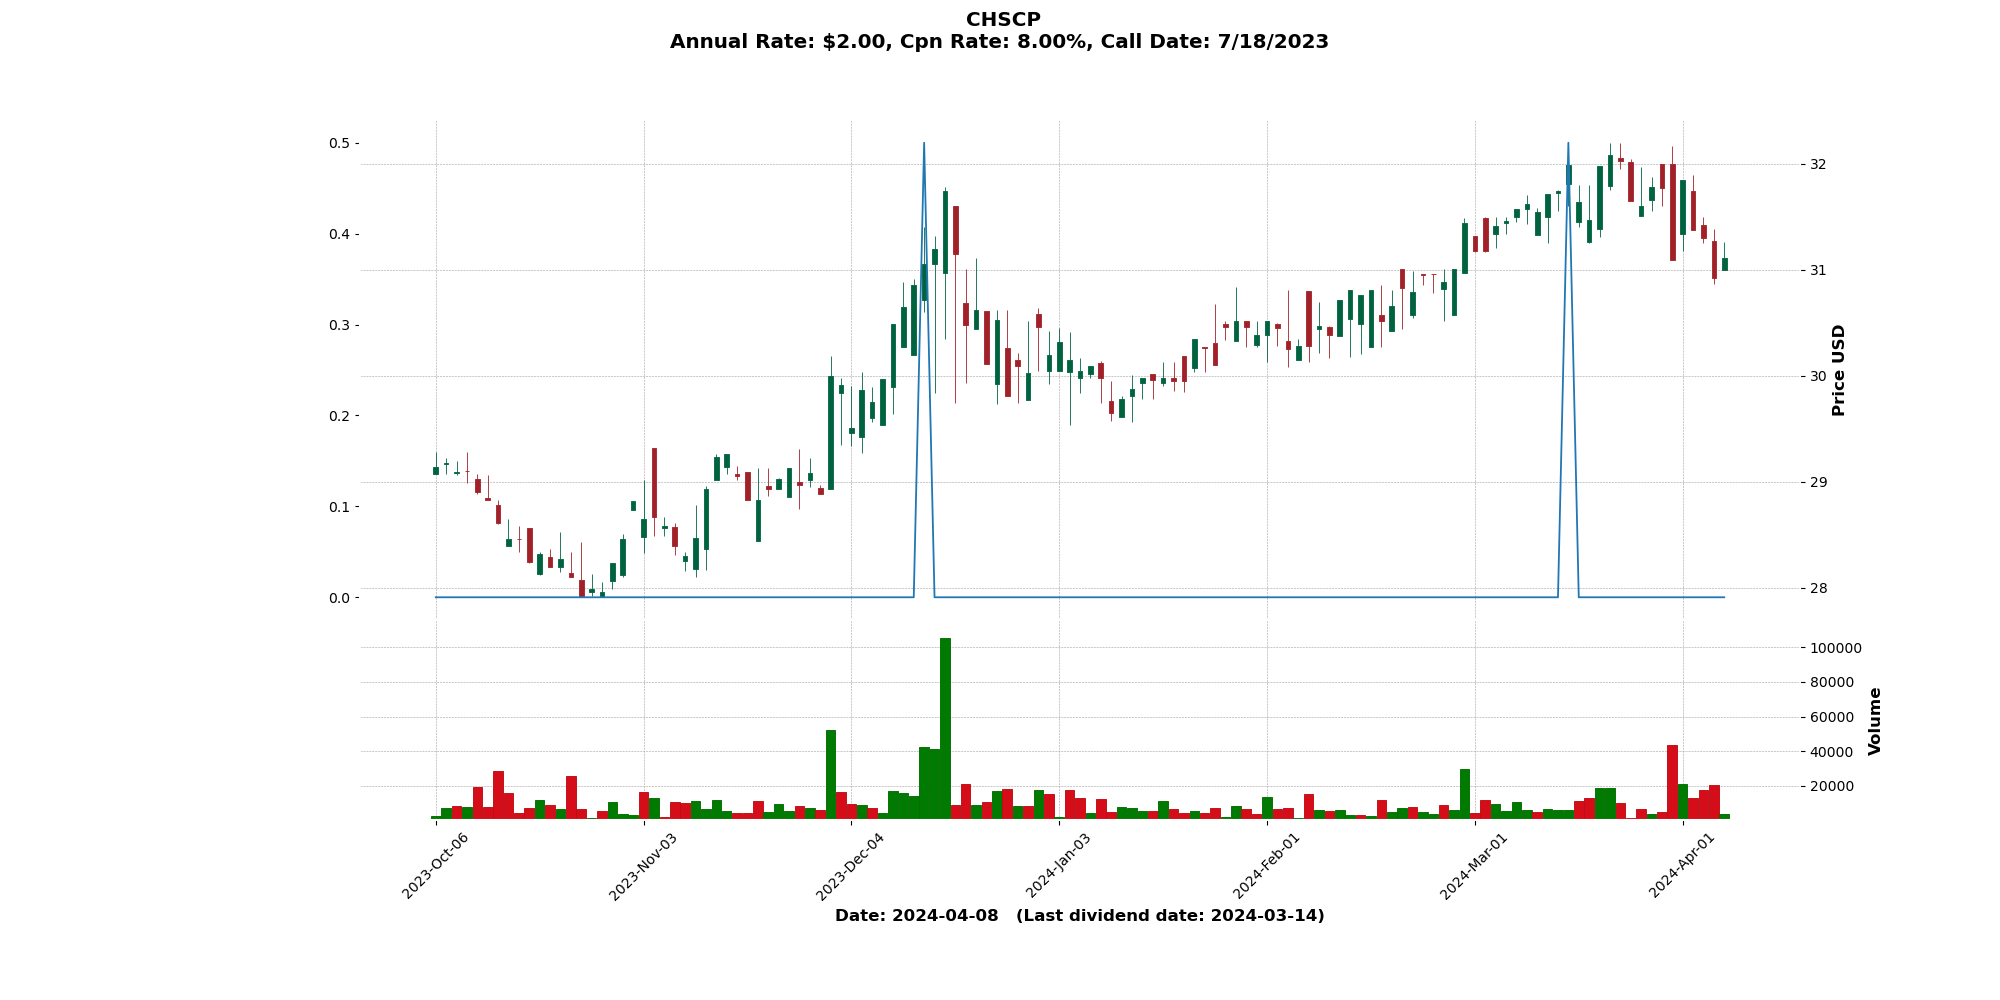 CHSCP
Annual Rate: $2.00, Cpn Rate: 8.00%, Call Date: 7/18/2023
0.5
0.4
0.3
0.2
0.1
0.0
32
31
30
29
28
Price USD
100000
80000
60000
40000
20000
Volume
2023-Oct-06
2023-Nov-03
2023-Dec-04
2024-Jan-03
2024-Feb-01
2024-Mar-01
2024-Apr-01
Date: 2024-04-08 (Last dividend date: 2024-03-14)